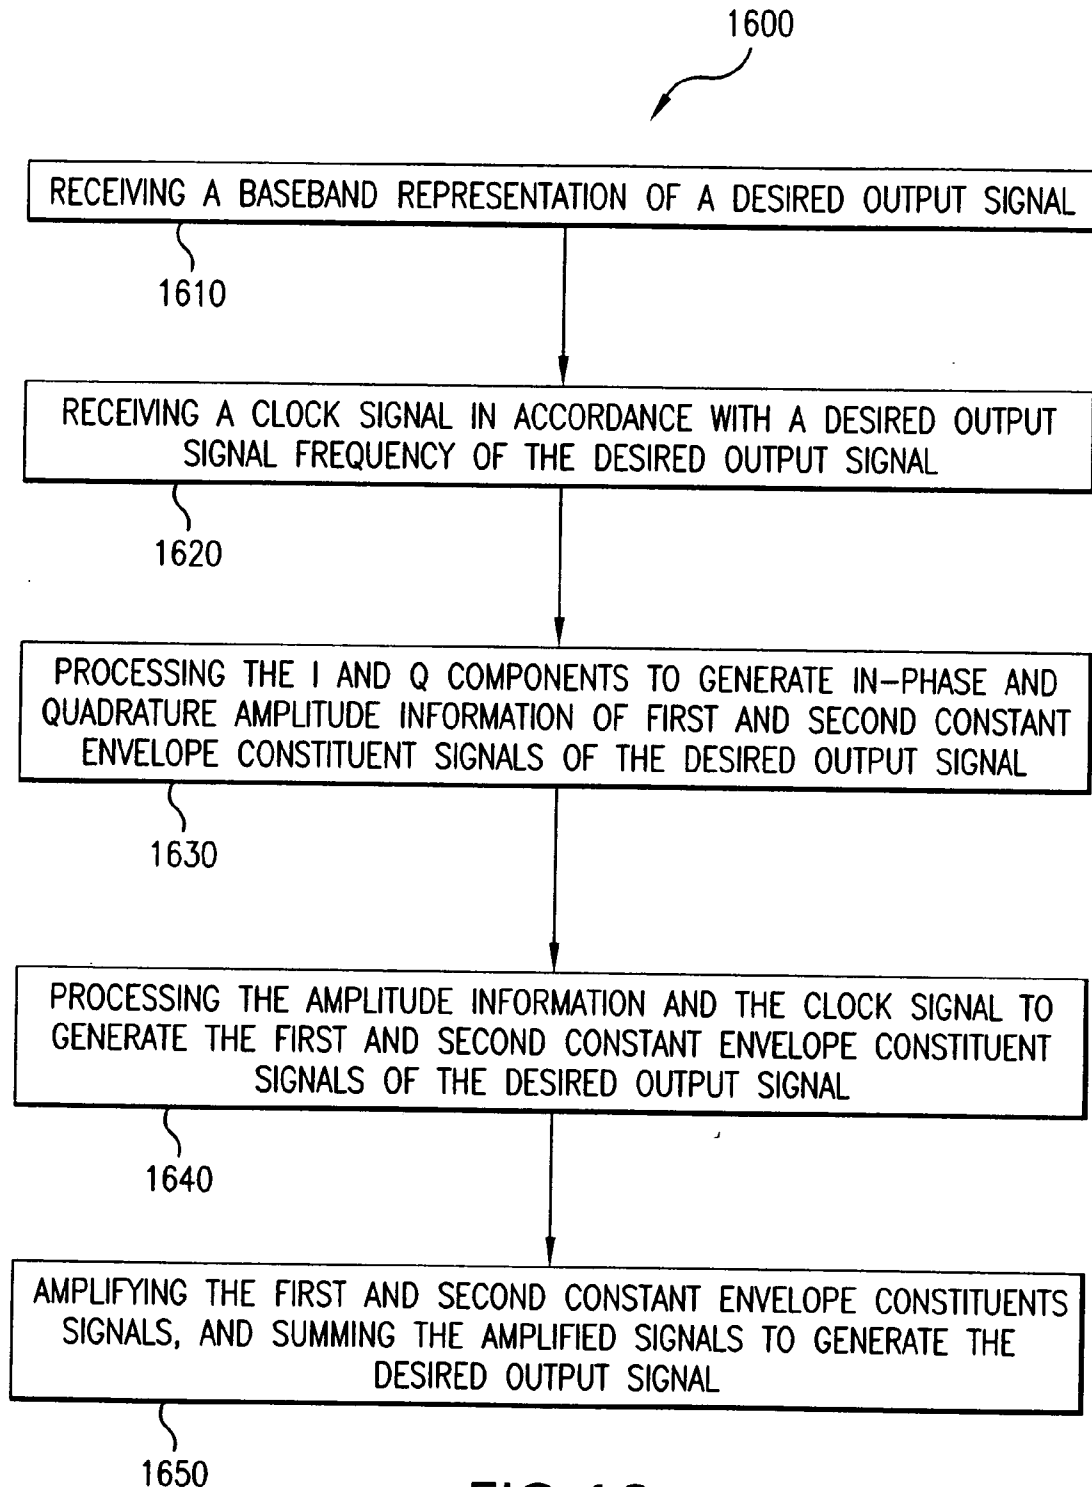 1600
RECEIVING A BASEBAND REPRESENTATION OF A DESIRED OUTPUT SIGNAL
1610
RECEIVING A CLOCK SIGNAL IN ACCORDANCE WITH A DESIRED OUTPUT
SIGNAL FREQUENCY OF THE DESIRED OUTPUT SIGNAL
1620
PROCESSING THE I AND Q COMPONENTS TO GENERATE IN-PHASE AND
QUADRATURE AMPLITUDE INFORMATION OF FIRST AND SECOND CONSTANT
ENVELOPE CONSTITUENT SIGNALS OF THE DESIRED OUTPUT SIGNAL
1630
PROCESSING THE AMPLITUDE INFORMATION AND THE CLOCK SIGNAL TO
GENERATE THE FIRST AND SECOND CONSTANT ENVELOPE CONSTITUENT
SIGNALS OF THE DESIRED OUTPUT SIGNAL
1640
AMPLIFYING THE FIRST AND SECOND CONSTANT ENVELOPE CONSTITUENTS
SIGNALS, AND SUMMING THE AMPLIFIED SIGNALS TO GENERATE THE
DESIRED OUTPUT SIGNAL
1650